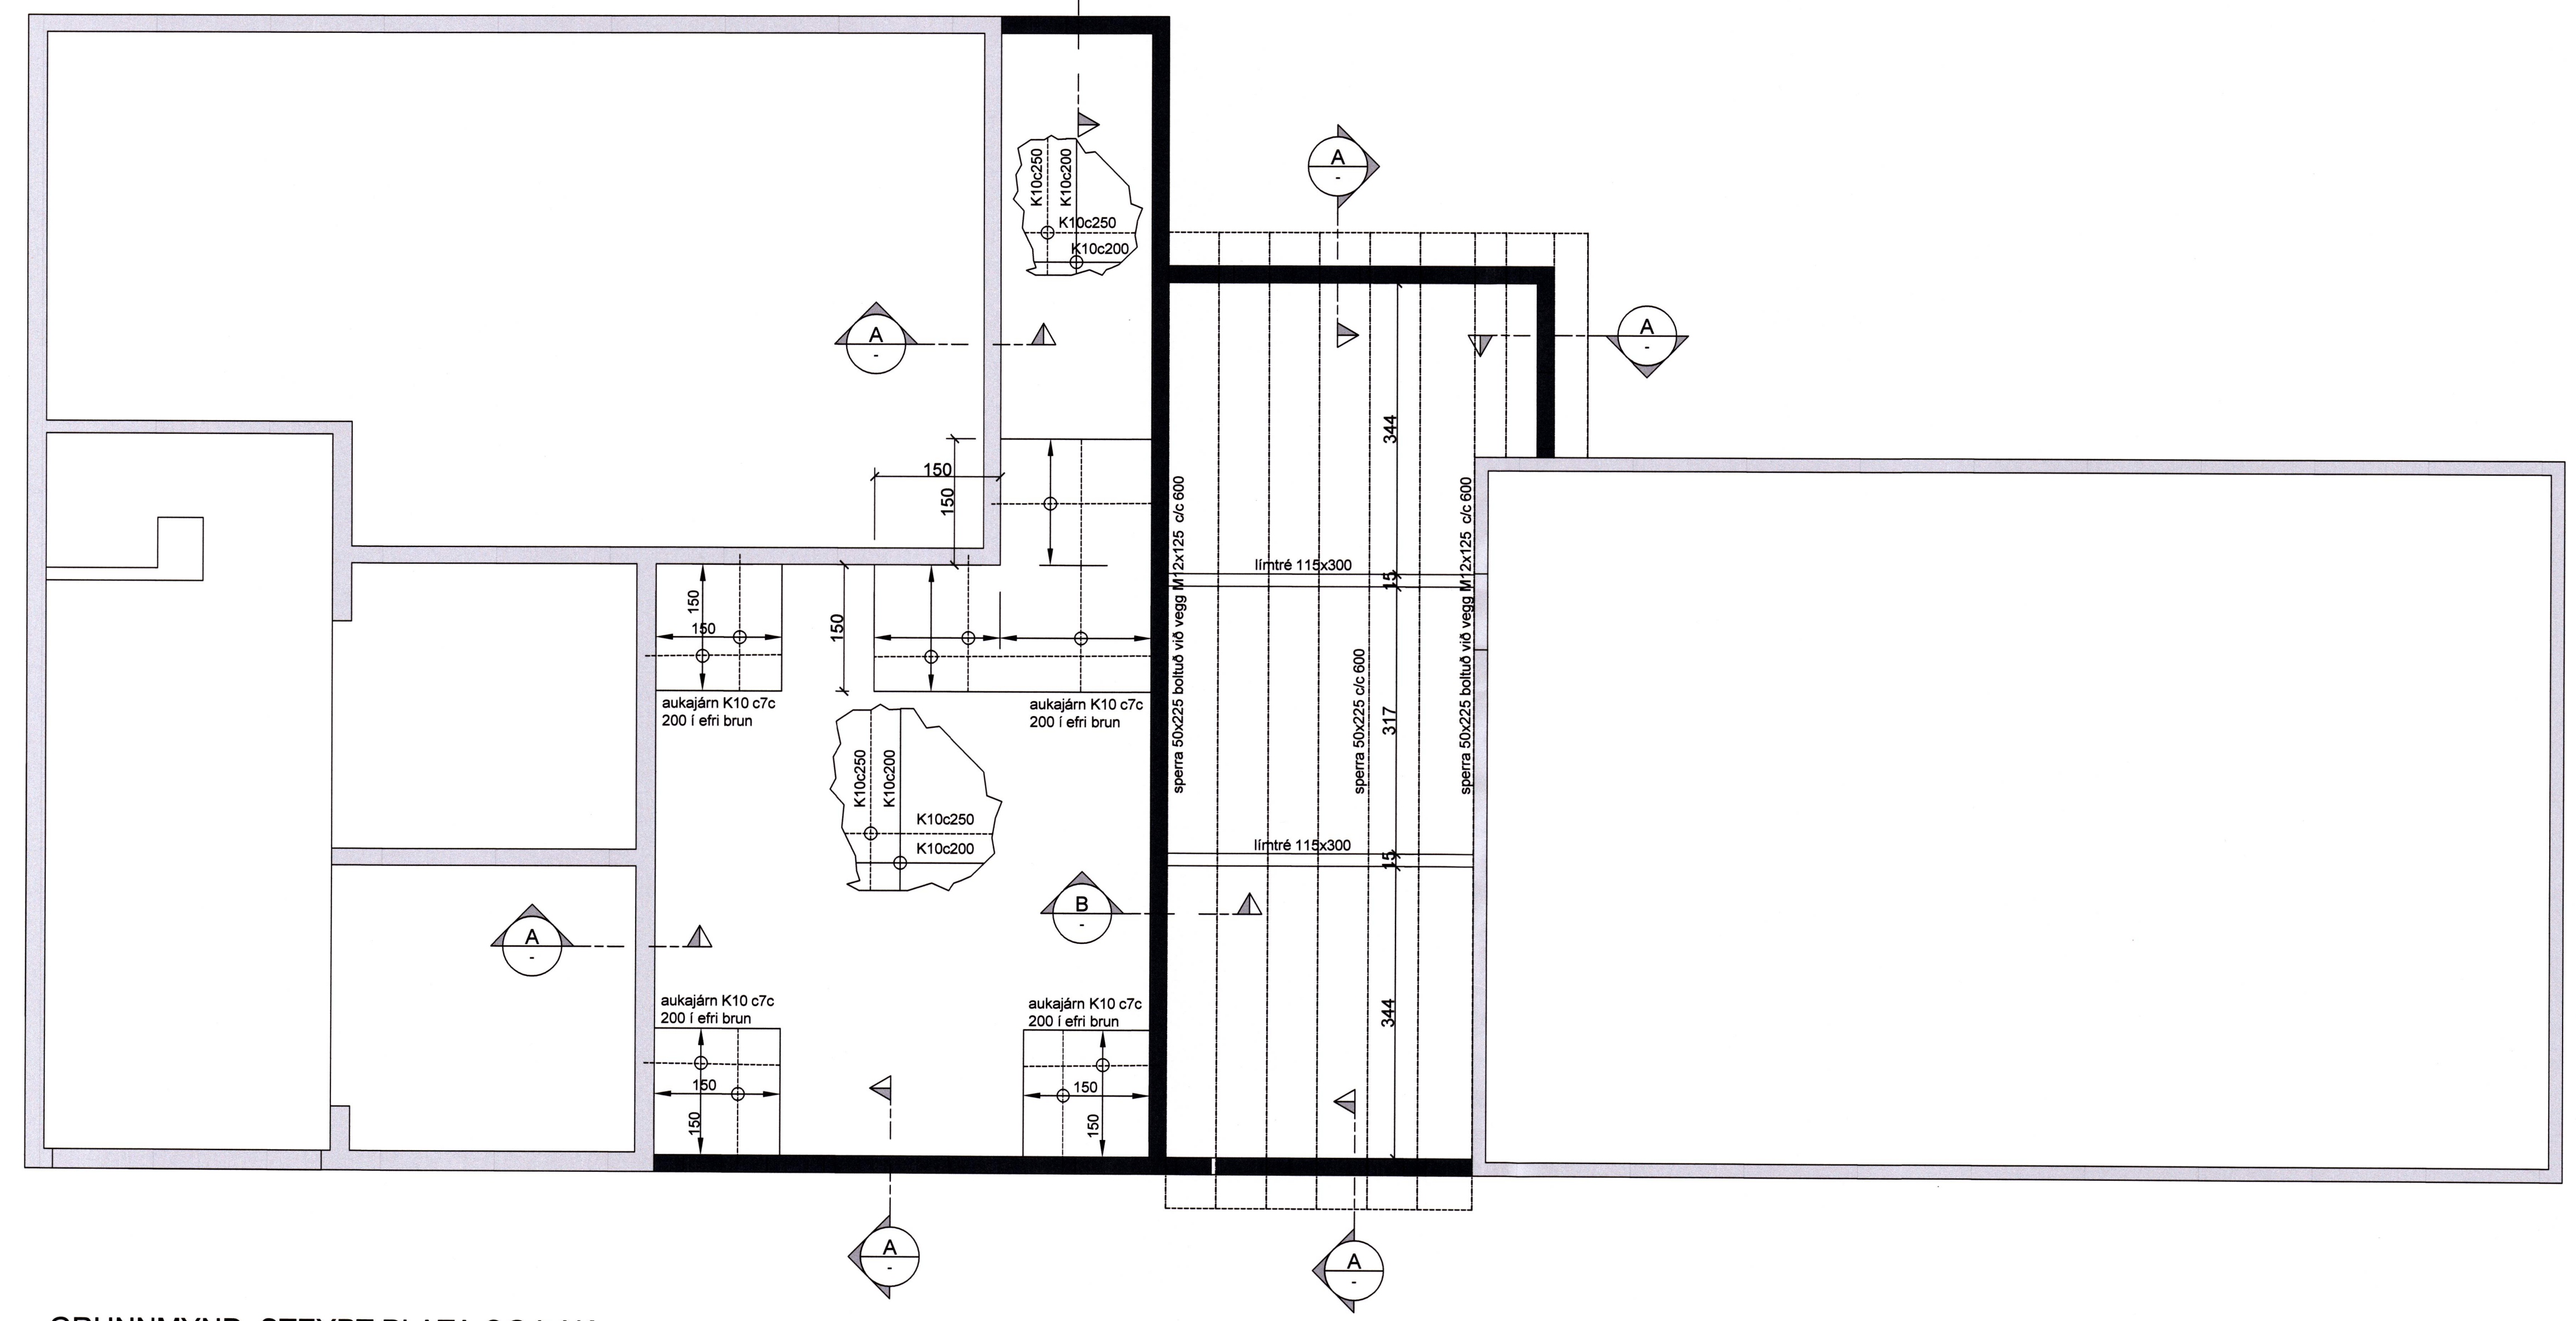 K10c250
K10c200
K10c250
K10c200
A
-
A
-
A
-
150
150
344
sperra 50x225 boltuð við vegg M12x125 c/c 600
sperra 50x225 c/c 600
sperra 50x225 boltuð við vegg M12x125 c/c 600
límtré 115x300
15
150
150
150
aukajárn K10 c7c
200 í efri brun
aukajárn K10 c7c
200 í efri brun
317
K10c250
K10c200
K10c250
K10c200
límtré 115x300
15
B
-
A
-
aukajárn K10 c7c
200 í efri brun
aukajárn K10 c7c
200 í efri brun
344
150
150
150
150
A
-
A
-